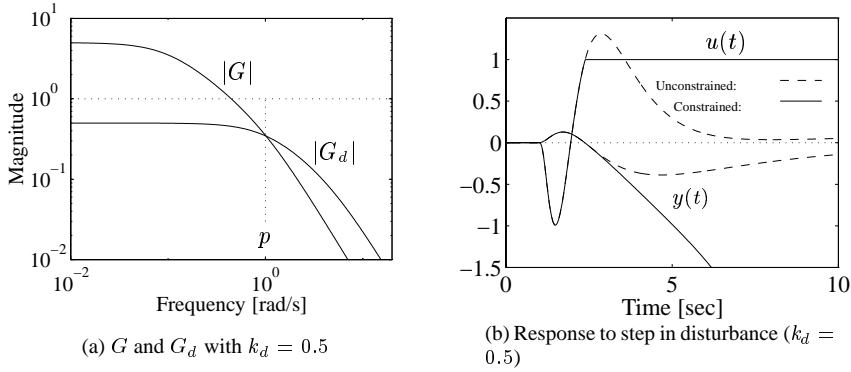 10^1
10^0
10^{-1}
10^{-2}
Magnitude
|G|
|G_d|
p
10^{-2}
10^0
Frequency [rad/s]
(a) G and G_d with k_d = 0.5
1
0.5
0
−0.5
−1
−1.5
u(t)
Unconstrained:
Constrained:
y(t)
0
5
10
Time [sec]
(b) Response to step in disturbance (k_d =
0.5)